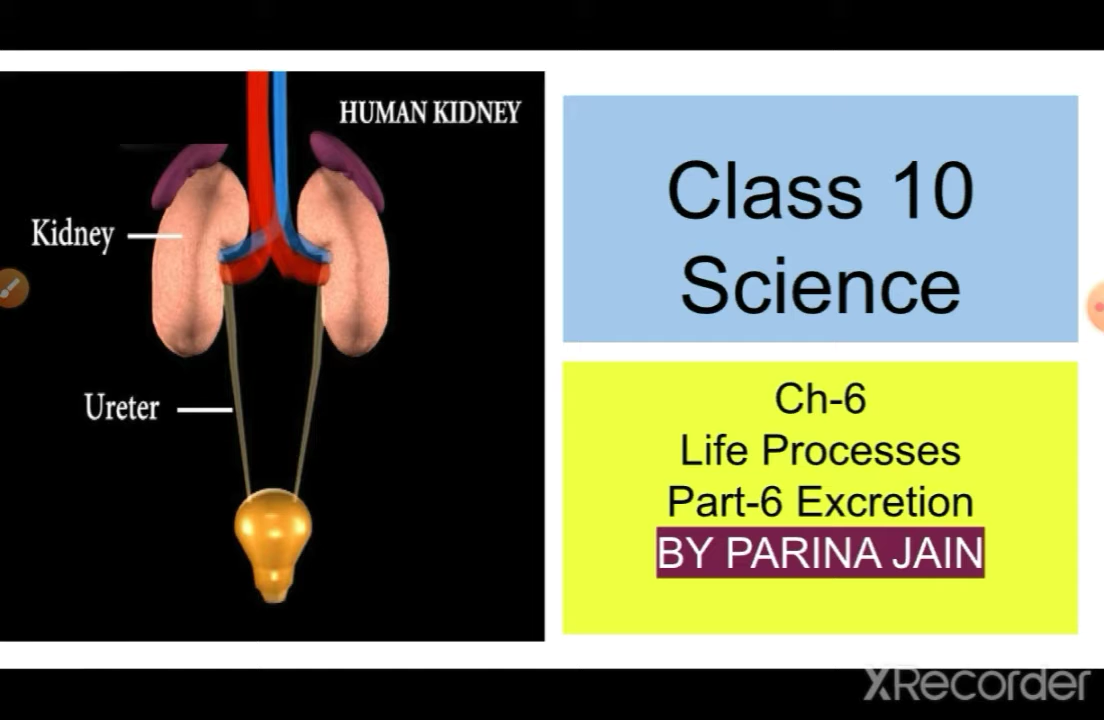 HUMAN KIDNEY
Kidney
Ureter
Class 10
Science
Ch-6
Life Processes
Part-6 Excretion
BY PARINA JAIN
XRecorder